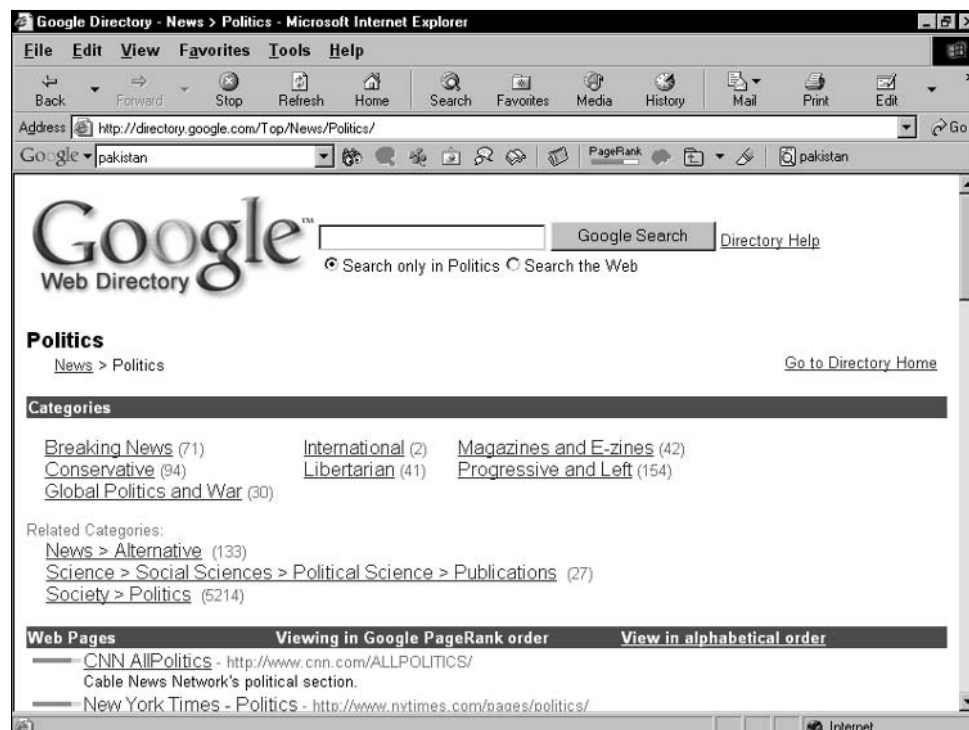 Google Directory - News > Politics - Microsoft Internet Explorer
File Edit View Favorites Tools Help
Back Forward Stop Refresh Home Search Favorites Media History Mail Print Edit
Address http://directory.google.com/Top/News/Politics/ Go
Google pakistan PageRank pakistan
Google™ Google Search Directory Help
Web Directory Search only in Politics Search the Web
Politics
News > Politics Go to Directory Home
Categories
Breaking News (71) International (2) Magazines and E-zines (42)
Conservative (94) Libertarian (41) Progressive and Left (154)
Global Politics and War (30)
Related Categories:
News > Alternative (133)
Science > Social Sciences > Political Science > Publications (27)
Society > Politics (5214)
Web Pages Viewing in Google PageRank order View in alphabetical order
CNN AllPolitics - http://www.cnn.com/ALLPOLITICS/
Cable News Network's political section.
New York Times - Politics - http://www.nytimes.com/pages/politics/
Internet